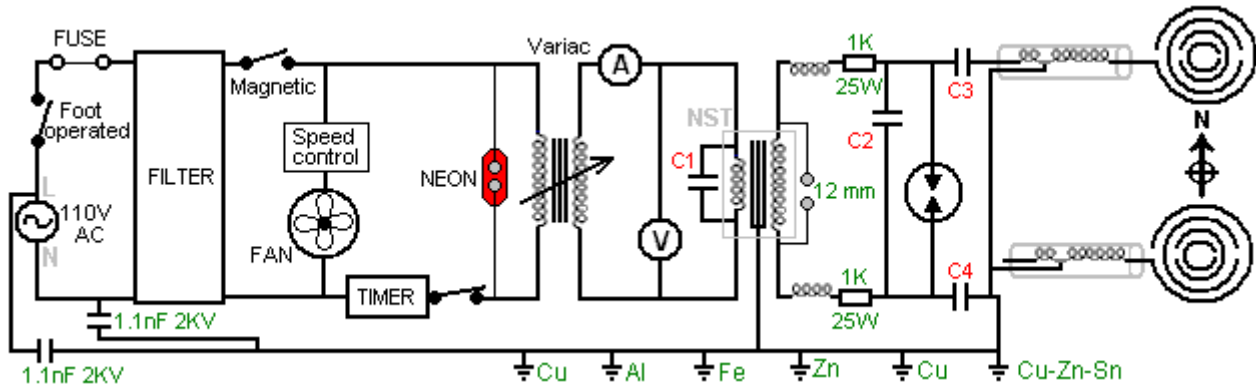 FUSE
Foot
operated
L
110V
AC
N
FILTER
Magnetic
Speed
control
FAN
TIMER
NEON
Variac
A
V
NST
C1
12 mm
1K
25W
C2
C3
1K
25W
C4
N
1.1nF 2KV
1.1nF 2KV
Cu
Al
Fe
Zn
Cu
Cu-Zn-Sn